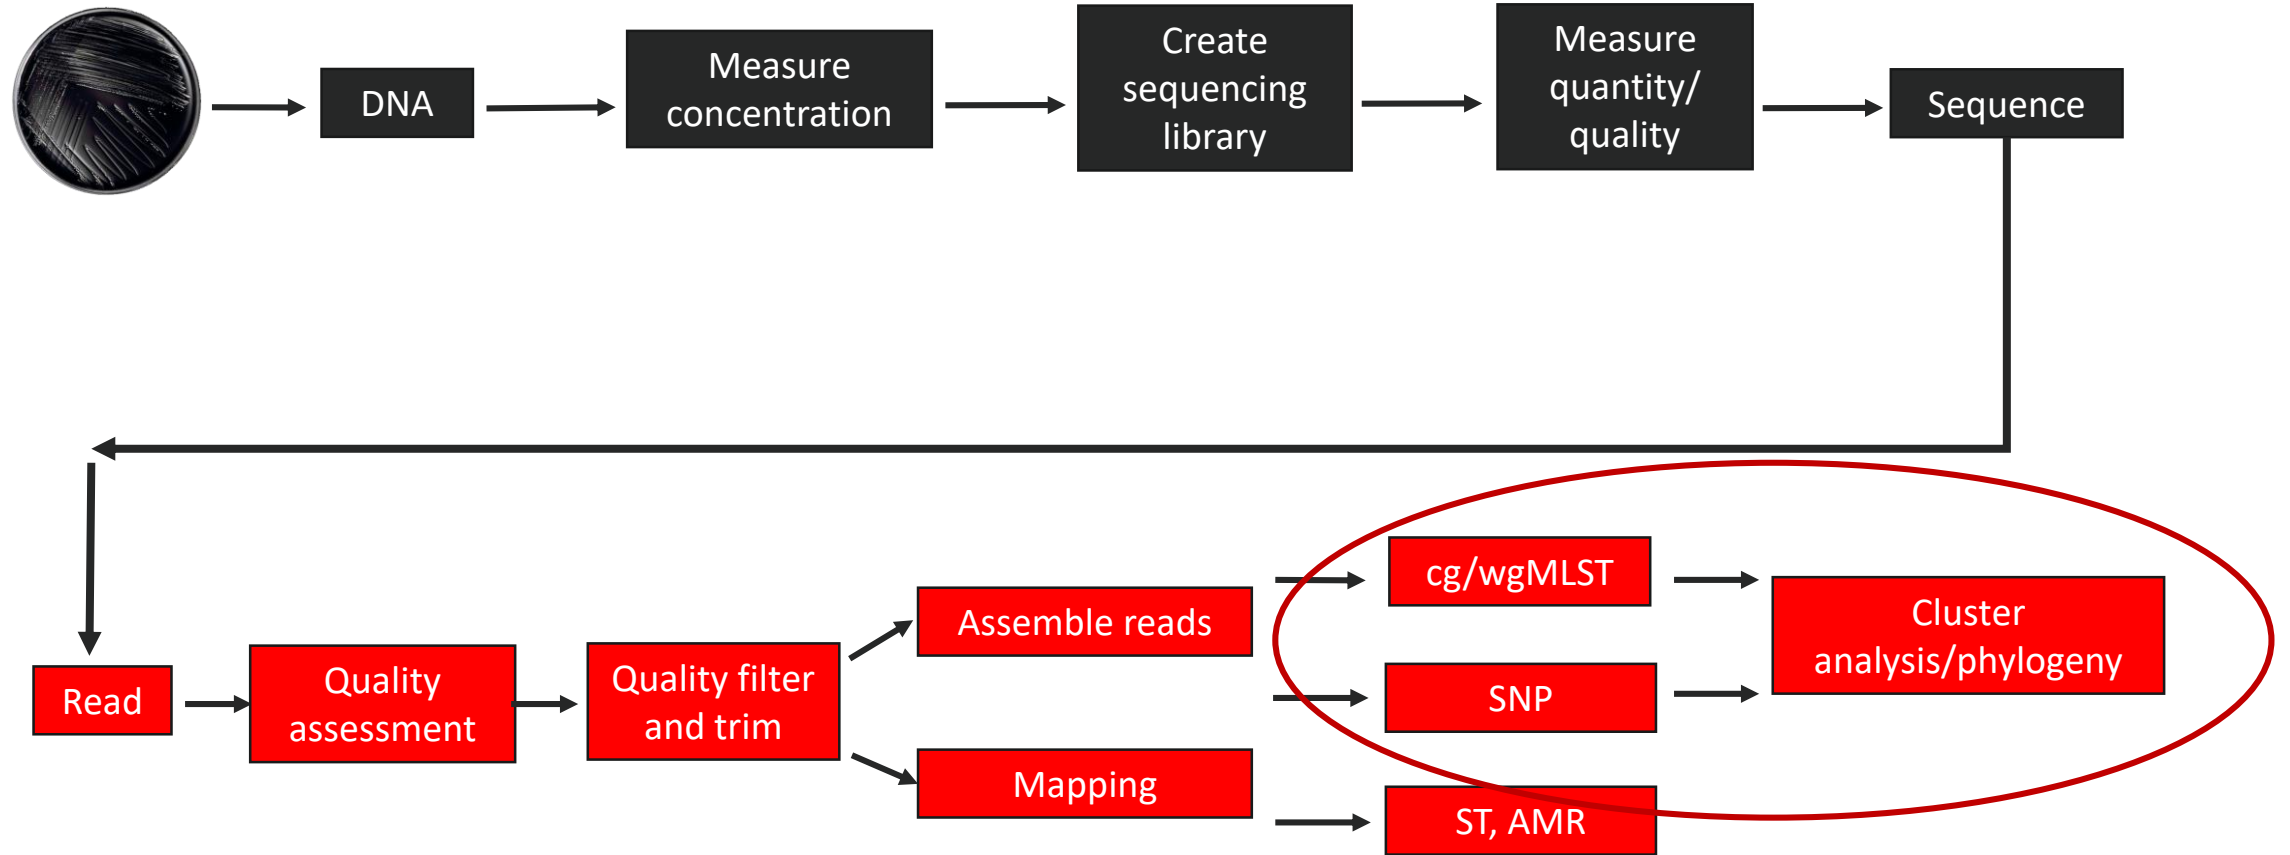 DNA
Measure
concentration
Create
sequencing
library
Measure
quantity/
quality
Sequence
Read
Quality
assessment
Quality filter
and trim
Assemble reads
Mapping
cg/wgMLST
SNP
ST, AMR
Cluster
analysis/phylogeny